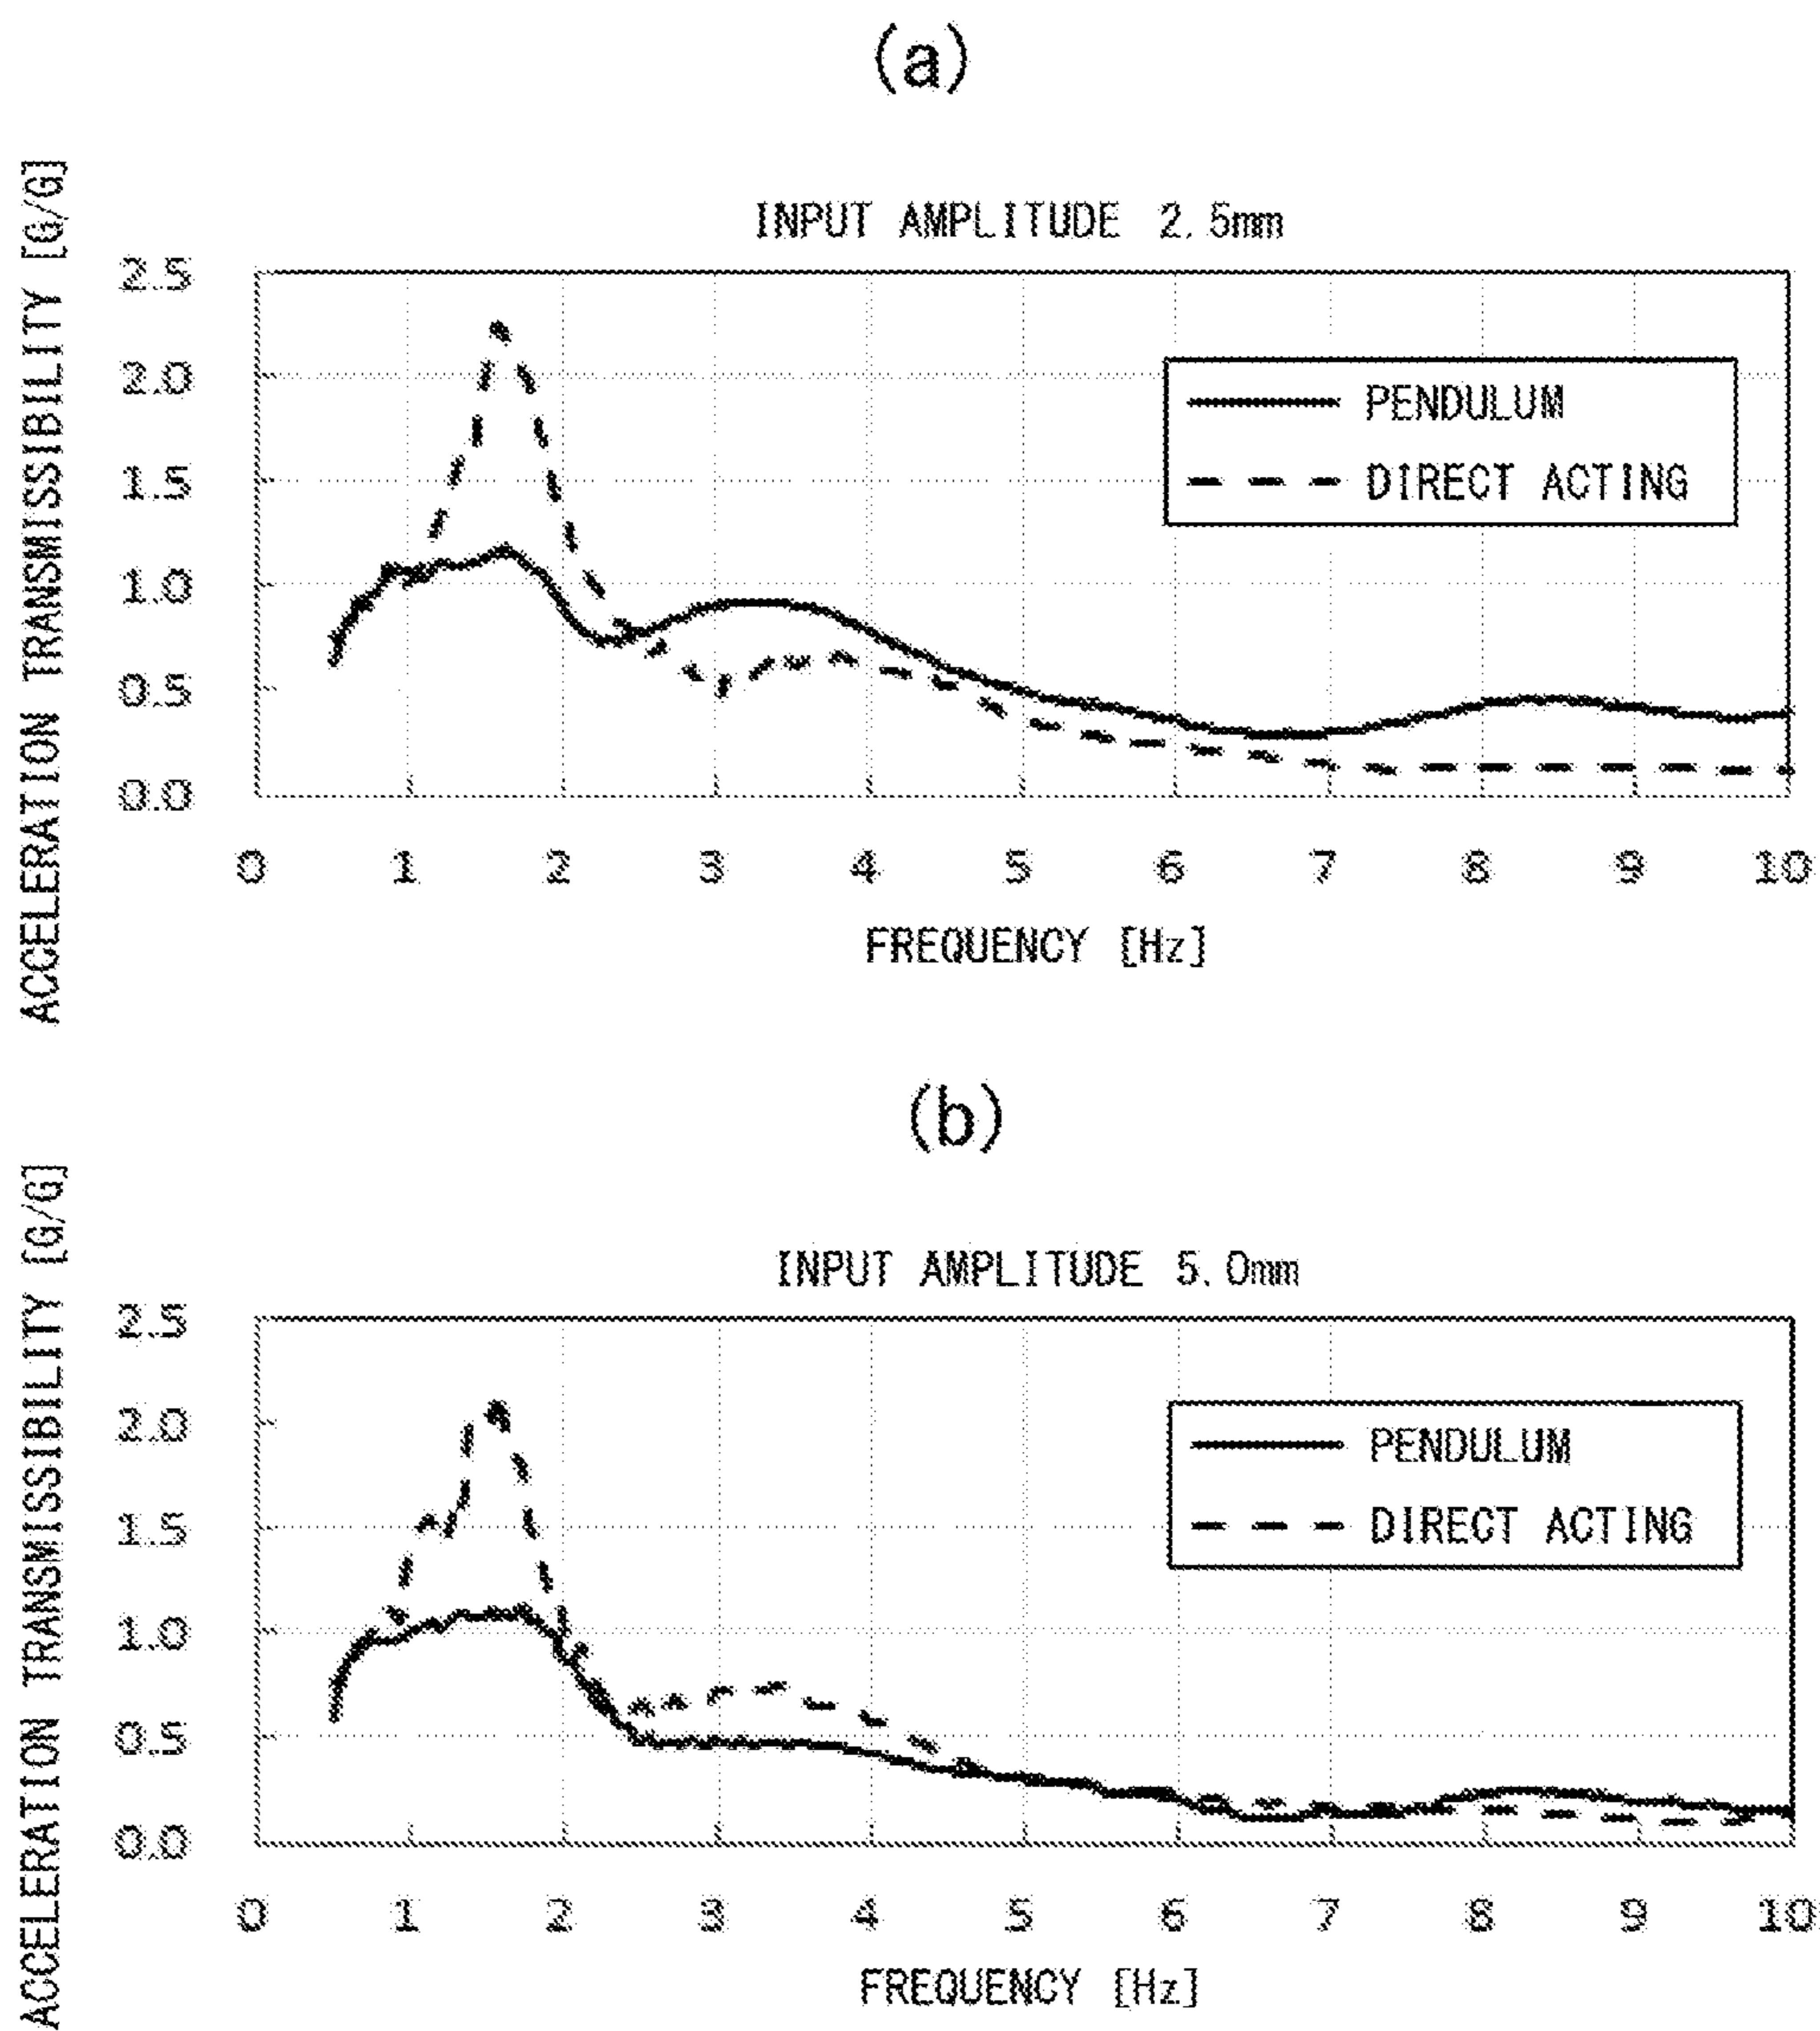 (a)
INPUT AMPLITUDE 2.5mm
ACCELERATION TRANSMISSIBILITY [G/G]
2.5
2.0
1.5
1.0
0.5
0.0
PENDULUM
DIRECT ACTING
0 1 2 3 4 5 6 7 8 9 10
FREQUENCY [Hz]
(b)
INPUT AMPLITUDE 5.0mm
ACCELERATION TRANSMISSIBILITY [G/G]
2.5
2.0
1.5
1.0
0.5
0.0
PENDULUM
DIRECT ACTING
0 1 2 3 4 5 6 7 8 9 10
FREQUENCY [Hz]